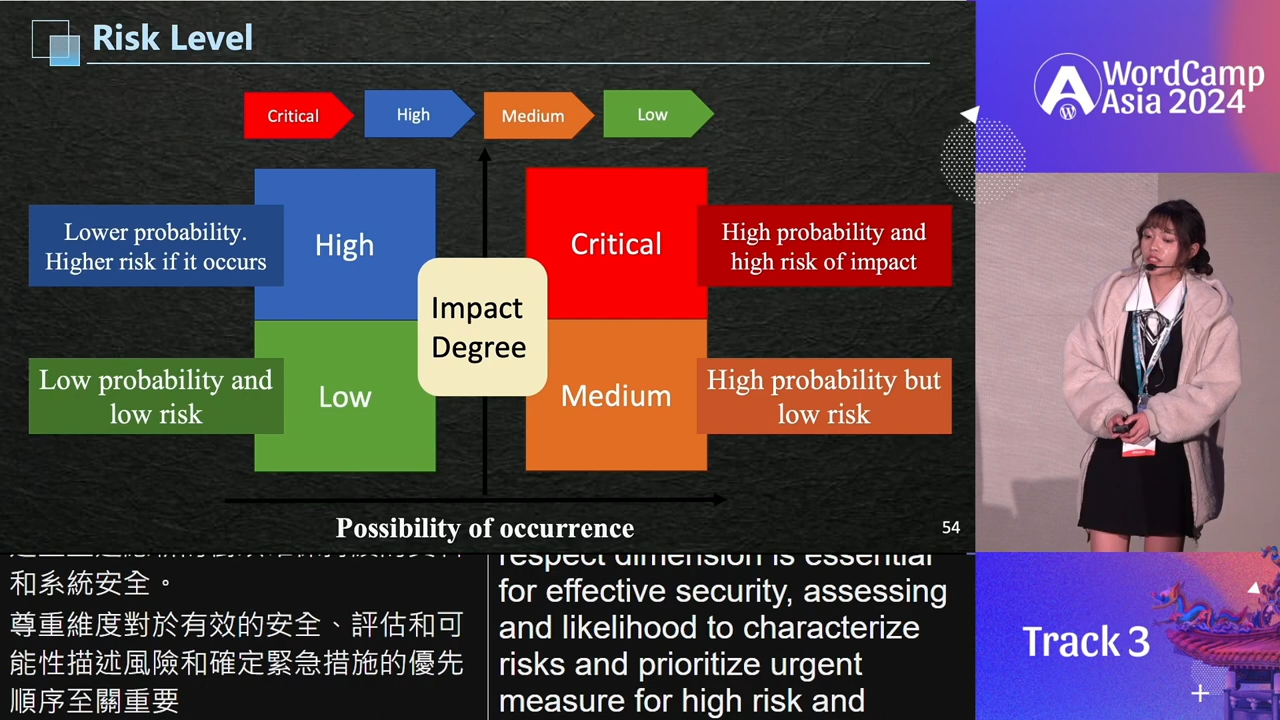 Risk Level
Critical
High
Medium
Low
Lower probability.
Higher risk if it occurs
High
Critical
High probability and
high risk of impact
Impact
Degree
Low probability and
low risk
Low
Medium
High probability but
low risk
Possibility of occurrence
54
和系統安全。
尊重維度對於有效的安全、評估和可
能性描述風險和確定緊急措施的優先
順序至關重要
respect dimension is essential
for effective security, assessing
and likelihood to characterize
risks and prioritize urgent
measure for high risk and
WordCamp
Asia 2024
Track 3